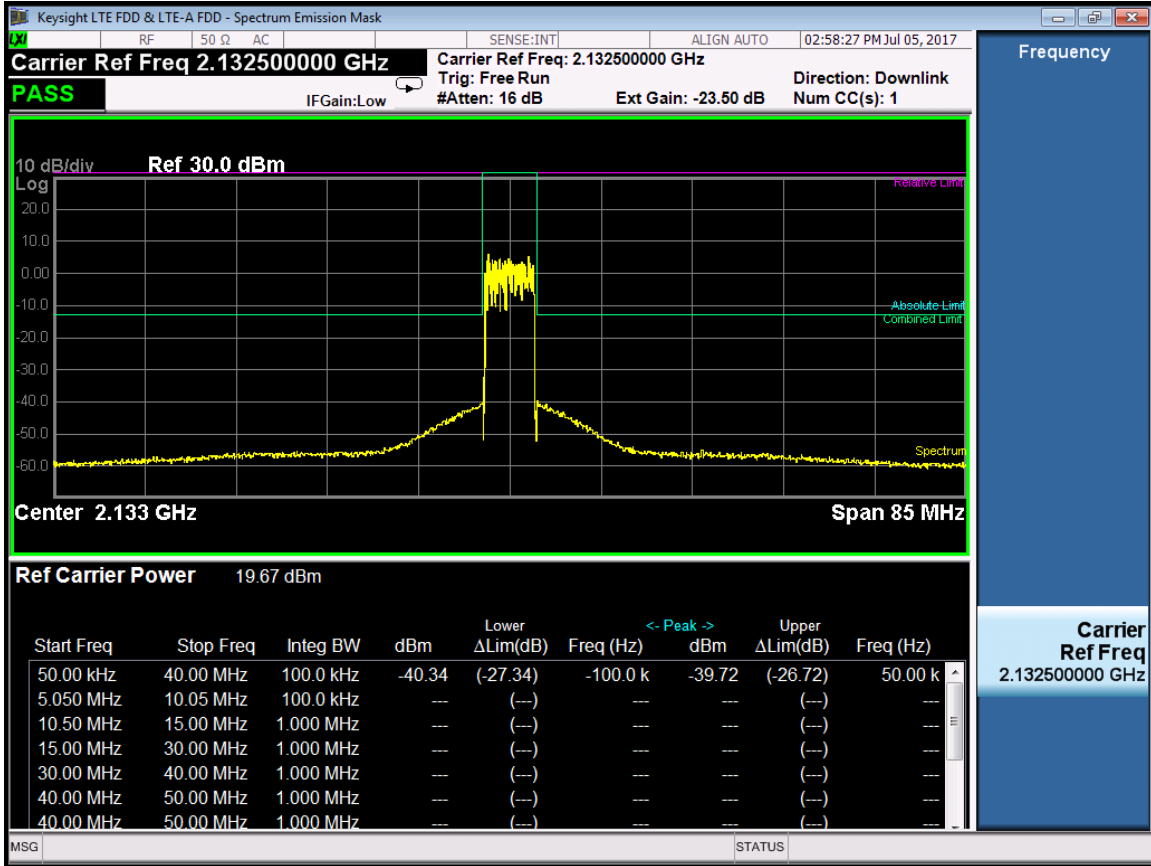 Keysight LTE FDD & LTE-A FDD - Spectrum Emission Mask
LXI RF 50 Ω AC SENSE:INT ALIGN AUTO 02:58:27 PM Jul 05, 2017
Carrier Ref Freq 2.132500000 GHz
PASS
IFGain:Low
Carrier Ref Freq: 2.132500000 GHz
Trig: Free Run
#Atten: 16 dB Ext Gain: -23.50 dB
Direction: Downlink
Num CC(s): 1
Frequency
10 dB/div Ref 30.0 dBm
Log
Relative Limit
20.0
10.0
0.00
-10.0
Absolute Limit
Combined Limit
-20.0
-30.0
-40.0
-50.0
Spectrum
-60.0
Center 2.133 GHz Span 85 MHz
Ref Carrier Power 19.67 dBm
Lower <- Peak -> Upper
Start Freq Stop Freq Integ BW dBm ΔLim(dB) Freq (Hz) dBm ΔLim(dB) Freq (Hz)
50.00 kHz 40.00 MHz 100.0 kHz -40.34 (-27.34) -100.0 k -39.72 (-26.72) 50.00 k
5.050 MHz 10.05 MHz 100.0 kHz --- (---) --- --- (---) ---
10.50 MHz 15.00 MHz 1.000 MHz --- (---) --- --- (---) ---
15.00 MHz 30.00 MHz 1.000 MHz --- (---) --- --- (---) ---
30.00 MHz 40.00 MHz 1.000 MHz --- (---) --- --- (---) ---
40.00 MHz 50.00 MHz 1.000 MHz --- (---) --- --- (---) ---
40.00 MHz 50.00 MHz 1.000 MHz --- (---) --- --- (---) ---
Carrier
Ref Freq
2.132500000 GHz
MSG STATUS